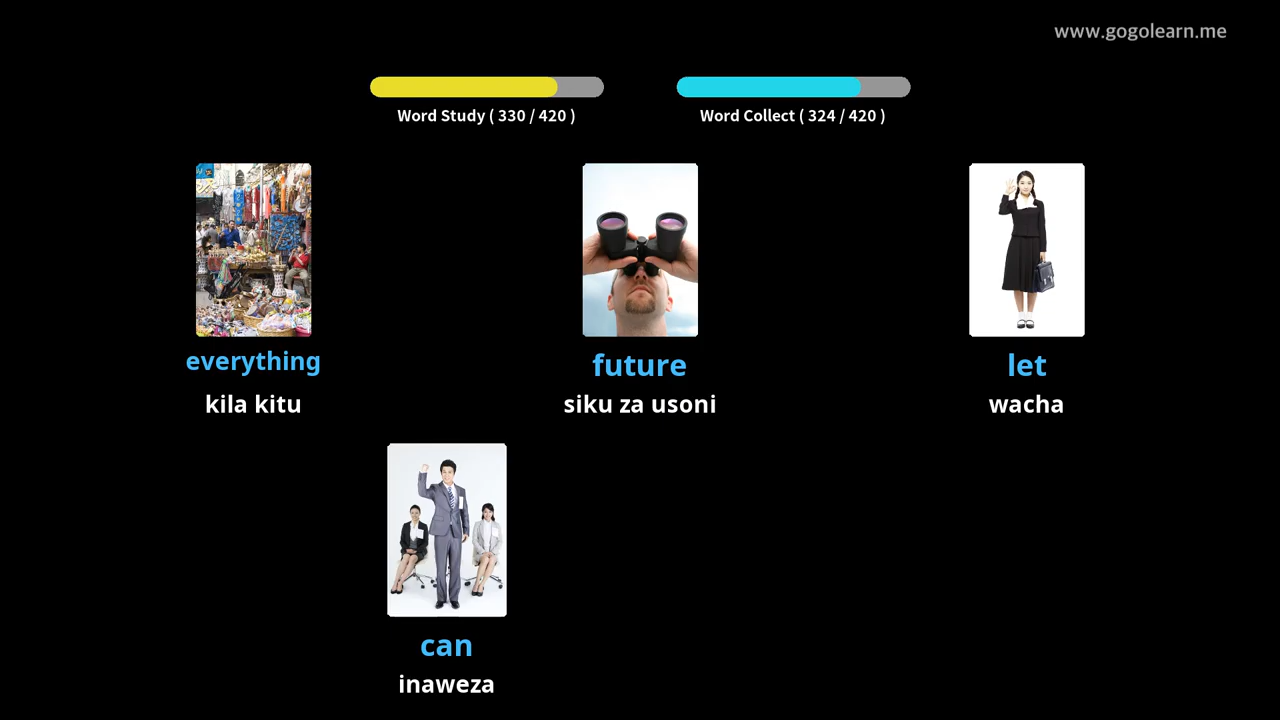 www.gogolearn.me
Word Study ( 330 / 420 )
Word Collect ( 324 / 420 )
everything
kila kitu
future
siku za usoni
let
wacha
can
inaweza